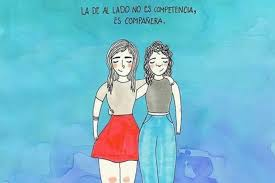 LA DE AL LADO NO ES COMPETENCIA,
ES COMPAÑERA.